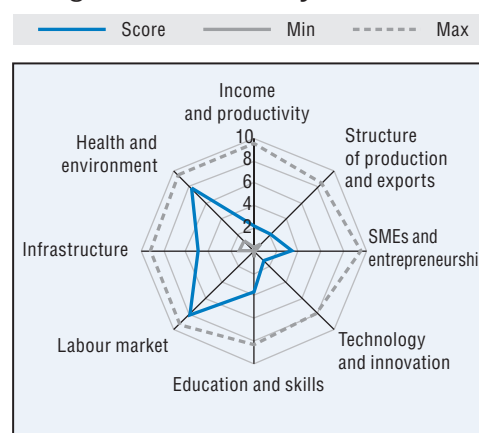 Score Min Max
Income
and productivity
Structure
of production
and exports
SMEs and
entrepreneurshi
Technology
and innovation
Education and skills
Labour market
Infrastructure
Health and
environment
10
8
6
4
2